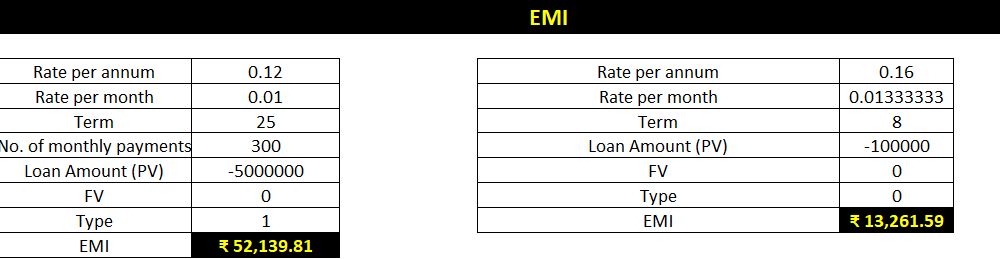 EMI
Rate per annum 0.12
Rate per month 0.01
Term 25
No. of monthly payments 300
Loan Amount (PV) -5000000
FV 0
Type 1
EMI ₹ 52,139.81
Rate per annum 0.16
Rate per month 0.01333333
Term 8
Loan Amount (PV) -100000
FV 0
Type 0
EMI ₹ 13,261.59